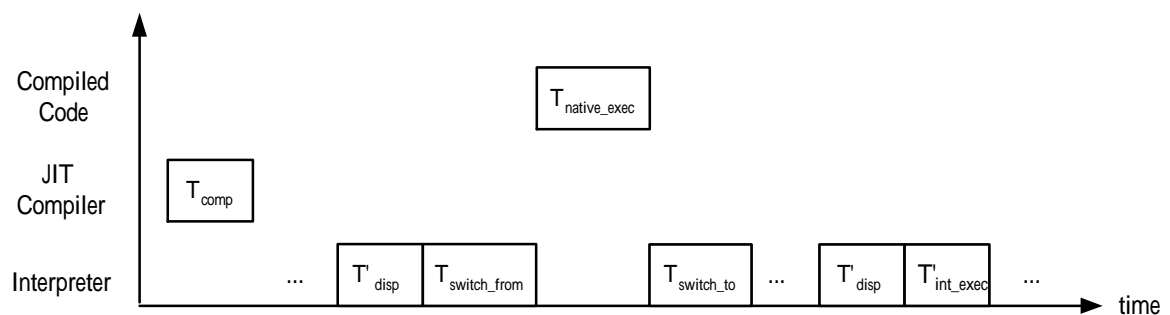 Compiled
Code
T native_exec
JIT
Compiler
T comp
Interpreter
...
T' disp
T switch_from
T switch_to
...
T' disp
T' int_exec
...
time